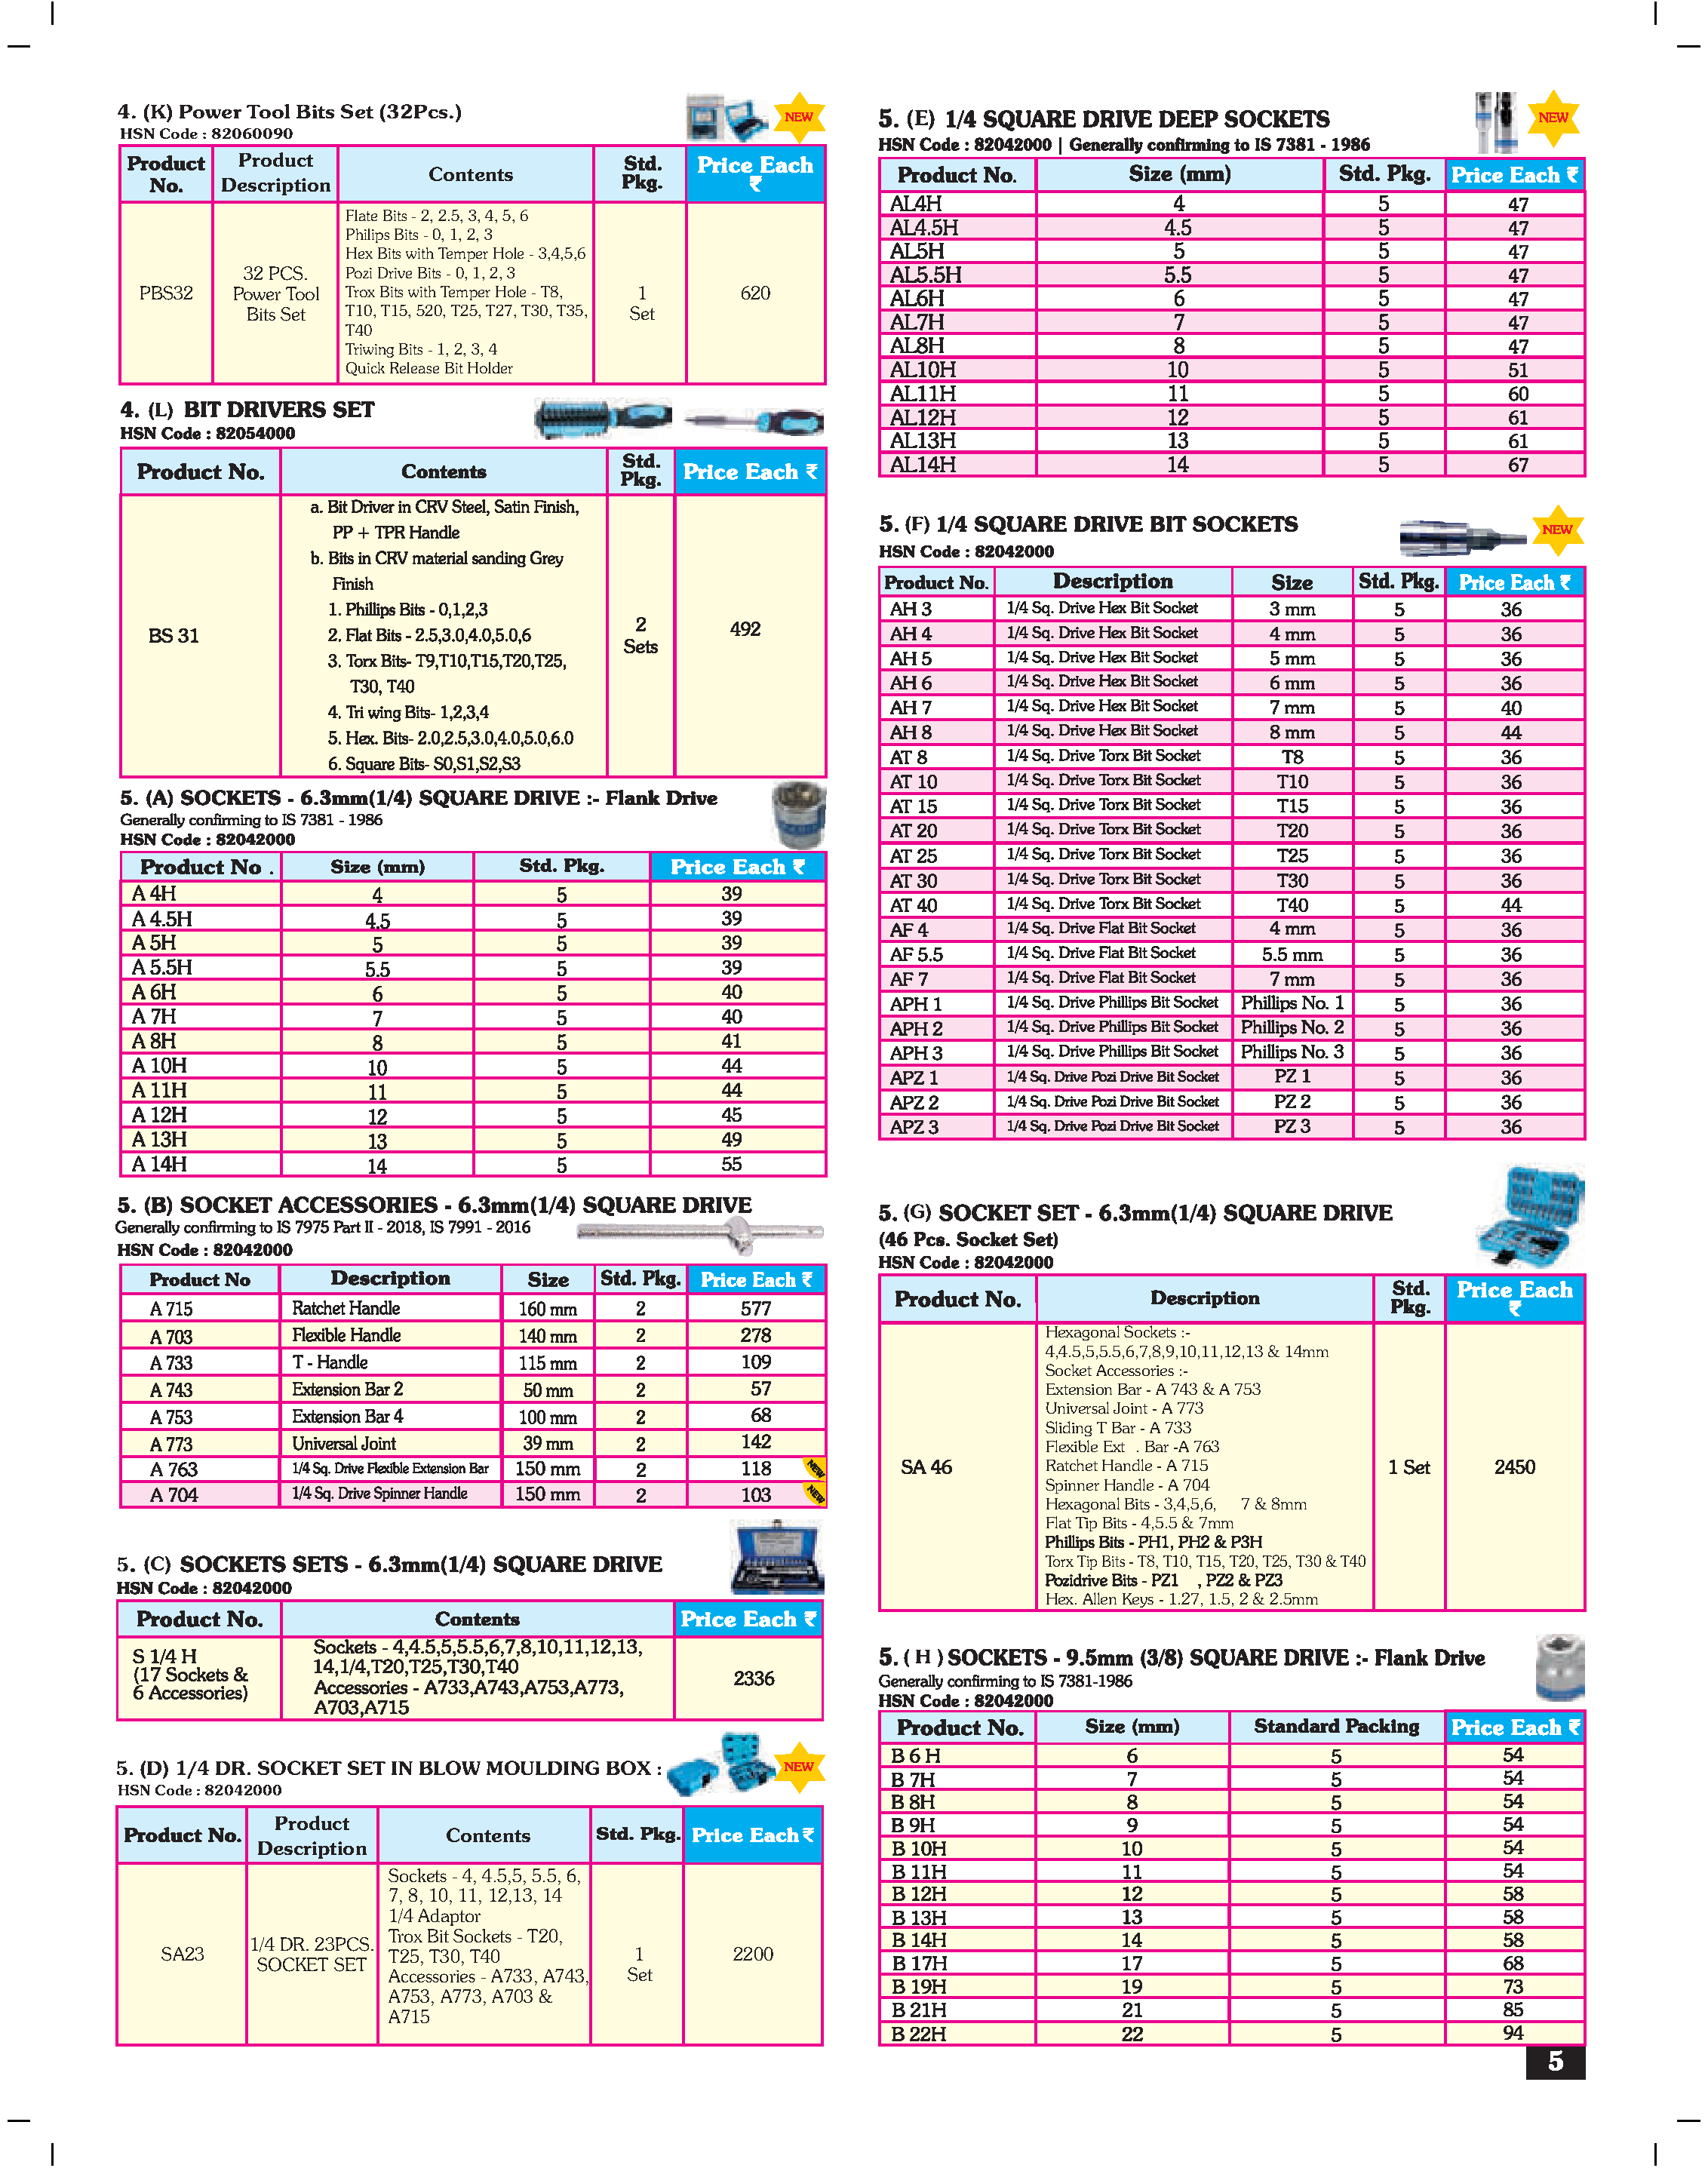 4. (K) Power Tool Bits Set (32Pcs.)
NEW
HSN Code : 82060090
Product No. Product Description Contents Std. Pkg. Price Each ₹
PBS32 32 PCS. Power Tool Bits Set 1 Set 620
Flate Bits - 2, 2.5, 3, 4, 5, 6
Philips Bits - 0, 1, 2, 3
Hex Bits with Temper Hole - 3,4,5,6
Pozi Drive Bits - 0, 1, 2, 3
Trox Bits with Temper Hole - T8,
T10, T15, 520, T25, T27, T30, T35,
T40
Triwing Bits - 1, 2, 3, 4
Quick Release Bit Holder
4. (L) BIT DRIVERS SET
HSN Code : 82054000
Product No. Contents Std. Pkg. Price Each ₹
BS 31 2 Sets 492
a. Bit Driver in CRV Steel, Satin Finish,
PP + TPR Handle
b. Bits in CRV material sanding Grey
Finish
1. Phillips Bits - 0,1,2,3
2. Flat Bits - 2.5,3.0,4.0,5.0,6
3. Torx Bits- T9,T10,T15,T20,T25,
T30, T40
4. Tri wing Bits- 1,2,3,4
5. Hex. Bits- 2.0,2.5,3.0,4.0,5.0,6.0
6. Square Bits- S0,S1,S2,S3
5. (A) SOCKETS - 6.3mm(1/4) SQUARE DRIVE :- Flank Drive
Generally confirming to IS 7381 - 1986
HSN Code : 82042000
Product No . Size (mm) Std. Pkg. Price Each ₹
A 4H 4 5 39
A 4.5H 4.5 5 39
A 5H 5 5 39
A 5.5H 5.5 5 39
A 6H 6 5 40
A 7H 7 5 40
A 8H 8 5 41
A 10H 10 5 44
A 11H 11 5 44
A 12H 12 5 45
A 13H 13 5 49
A 14H 14 5 55
5. (B) SOCKET ACCESSORIES - 6.3mm(1/4) SQUARE DRIVE
Generally confirming to IS 7975 Part II - 2018, IS 7991 - 2016
HSN Code : 82042000
Product No Description Size Std. Pkg. Price Each ₹
A 715 Ratchet Handle 160 mm 2 577
A 703 Flexible Handle 140 mm 2 278
A 733 T - Handle 115 mm 2 109
A 743 Extension Bar 2 50 mm 2 57
A 753 Extension Bar 4 100 mm 2 68
A 773 Universal Joint 39 mm 2 142
A 763 1/4 Sq. Drive Flexible Extension Bar 150 mm 2 118 NEW
A 704 1/4 Sq. Drive Spinner Handle 150 mm 2 103 NEW
5. (C) SOCKETS SETS - 6.3mm(1/4) SQUARE DRIVE
HSN Code : 82042000
Product No. Contents Price Each ₹
S 1/4 H (17 Sockets & 6 Accessories) 2336
Sockets - 4,4.5,5,5.5,6,7,8,10,11,12,13,
14,1/4,T20,T25,T30,T40
Accessories - A733,A743,A753,A773,
A703,A715
5. (D) 1/4 DR. SOCKET SET IN BLOW MOULDING BOX :
NEW
HSN Code : 82042000
Product No. Product Description Contents Std. Pkg. Price Each ₹
SA23 1/4 DR. 23PCS. SOCKET SET 1 Set 2200
Sockets - 4, 4.5,5, 5.5, 6,
7, 8, 10, 11, 12,13, 14
1/4 Adaptor
Trox Bit Sockets - T20,
T25, T30, T40
Accessories - A733, A743,
A753, A773, A703 &
A715
5. (E) 1/4 SQUARE DRIVE DEEP SOCKETS
NEW
HSN Code : 82042000 | Generally confirming to IS 7381 - 1986
Product No. Size (mm) Std. Pkg. Price Each ₹
AL4H 4 5 47
AL4.5H 4.5 5 47
AL5H 5 5 47
AL5.5H 5.5 5 47
AL6H 6 5 47
AL7H 7 5 47
AL8H 8 5 47
AL10H 10 5 51
AL11H 11 5 60
AL12H 12 5 61
AL13H 13 5 61
AL14H 14 5 67
5. (F) 1/4 SQUARE DRIVE BIT SOCKETS
NEW
HSN Code : 82042000
Product No. Description Size Std. Pkg. Price Each ₹
AH 3 1/4 Sq. Drive Hex Bit Socket 3 mm 5 36
AH 4 1/4 Sq. Drive Hex Bit Socket 4 mm 5 36
AH 5 1/4 Sq. Drive Hex Bit Socket 5 mm 5 36
AH 6 1/4 Sq. Drive Hex Bit Socket 6 mm 5 36
AH 7 1/4 Sq. Drive Hex Bit Socket 7 mm 5 40
AH 8 1/4 Sq. Drive Hex Bit Socket 8 mm 5 44
AT 8 1/4 Sq. Drive Torx Bit Socket T8 5 36
AT 10 1/4 Sq. Drive Torx Bit Socket T10 5 36
AT 15 1/4 Sq. Drive Torx Bit Socket T15 5 36
AT 20 1/4 Sq. Drive Torx Bit Socket T20 5 36
AT 25 1/4 Sq. Drive Torx Bit Socket T25 5 36
AT 30 1/4 Sq. Drive Torx Bit Socket T30 5 36
AT 40 1/4 Sq. Drive Torx Bit Socket T40 5 44
AF 4 1/4 Sq. Drive Flat Bit Socket 4 mm 5 36
AF 5.5 1/4 Sq. Drive Flat Bit Socket 5.5 mm 5 36
AF 7 1/4 Sq. Drive Flat Bit Socket 7 mm 5 36
APH 1 1/4 Sq. Drive Phillips Bit Socket Phillips No. 1 5 36
APH 2 1/4 Sq. Drive Phillips Bit Socket Phillips No. 2 5 36
APH 3 1/4 Sq. Drive Phillips Bit Socket Phillips No. 3 5 36
APZ 1 1/4 Sq. Drive Pozi Drive Bit Socket PZ 1 5 36
APZ 2 1/4 Sq. Drive Pozi Drive Bit Socket PZ 2 5 36
APZ 3 1/4 Sq. Drive Pozi Drive Bit Socket PZ 3 5 36
5. (G) SOCKET SET - 6.3mm(1/4) SQUARE DRIVE
(46 Pcs. Socket Set)
HSN Code : 82042000
Product No. Description Std. Pkg. Price Each ₹
SA 46 1 Set 2450
Hexagonal Sockets :-
4,4.5,5,5.5,6,7,8,9,10,11,12,13 & 14mm
Socket Accessories :-
Extension Bar - A 743 & A 753
Universal Joint - A 773
Sliding T Bar - A 733
Flexible Ext . Bar -A 763
Ratchet Handle - A 715
Spinner Handle - A 704
Hexagonal Bits - 3,4,5,6, 7 & 8mm
Flat Tip Bits - 4,5.5 & 7mm
Phillips Bits - PH1, PH2 & P3H
Torx Tip Bits - T8, T10, T15, T20, T25, T30 & T40
Pozidrive Bits - PZ1 , PZ2 & PZ3
Hex. Allen Keys - 1.27, 1.5, 2 & 2.5mm
5. ( H ) SOCKETS - 9.5mm (3/8) SQUARE DRIVE :- Flank Drive
Generally confirming to IS 7381-1986
HSN Code : 82042000
Product No. Size (mm) Standard Packing Price Each ₹
B 6 H 6 5 54
B 7H 7 5 54
B 8H 8 5 54
B 9H 9 5 54
B 10H 10 5 54
B 11H 11 5 54
B 12H 12 5 58
B 13H 13 5 58
B 14H 14 5 58
B 17H 17 5 68
B 19H 19 5 73
B 21H 21 5 85
B 22H 22 5 94
5